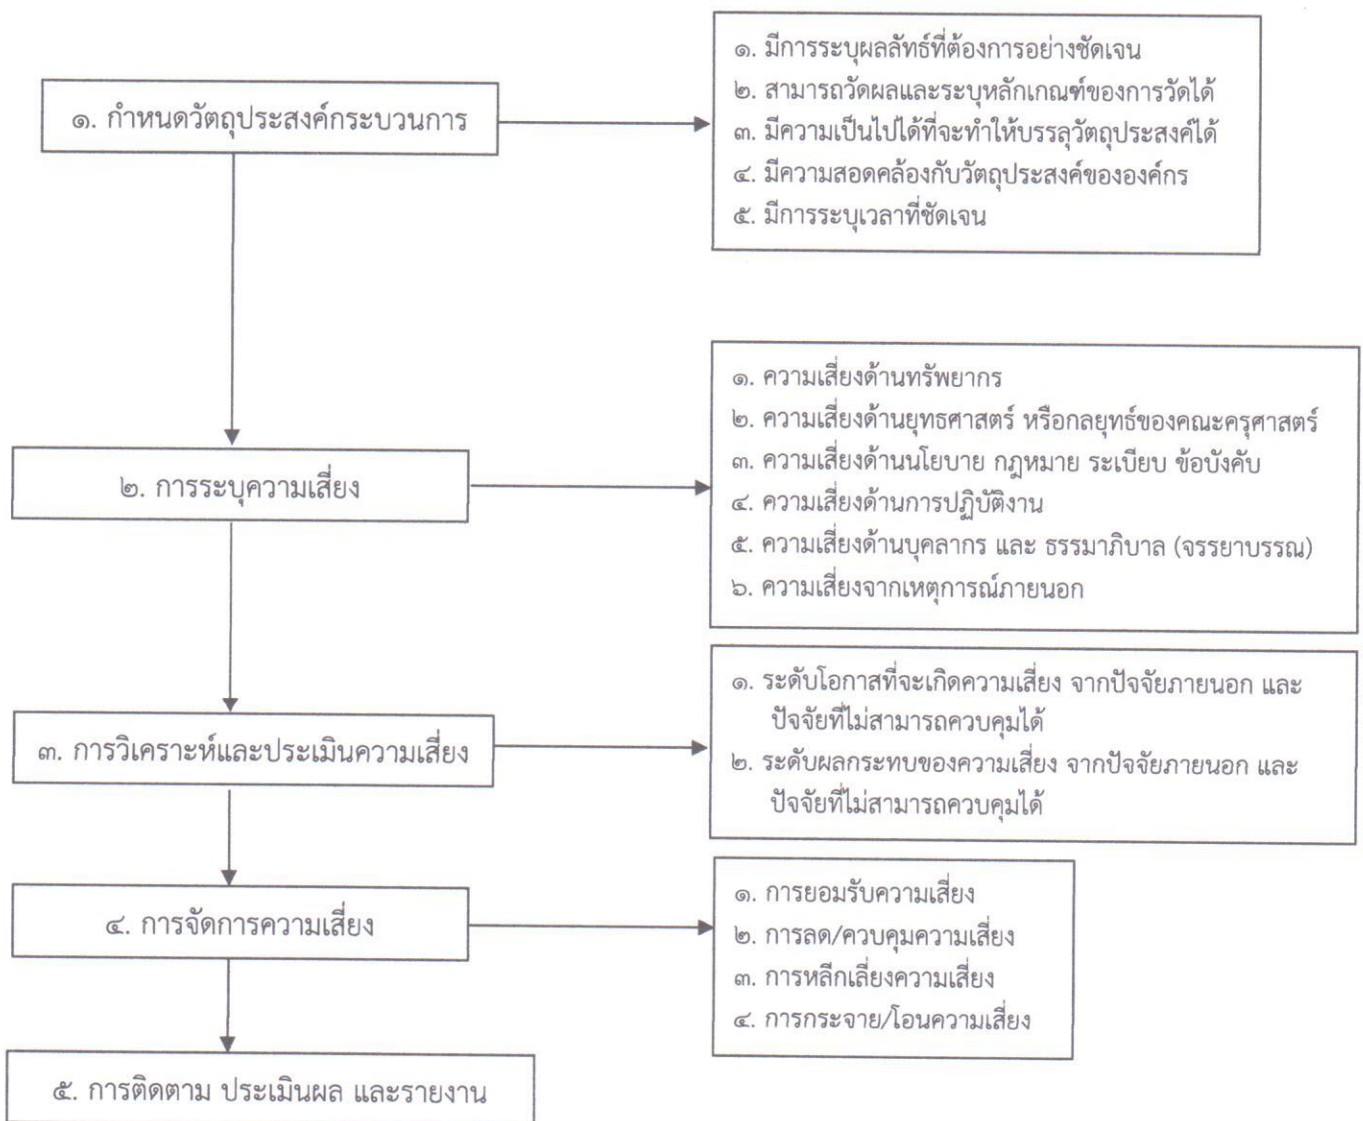 ๑. กำหนดวัตถุประสงค์กระบวนการ
๑. มีการระบุผลลัทธ์ที่ต้องการอย่างชัดเจน
๒. สามารถวัดผลและระบุหลักเกณฑ์ของการวัดได้
๓. มีความเป็นไปได้ที่จะทำให้บรรลุวัตถุประสงค์ได้
๔. มีความสอดคล้องกับวัตถุประสงค์ขององค์กร
๕. มีการระบุเวลาที่ชัดเจน
๒. การระบุความเสี่ยง
๑. ความเสี่ยงด้านทรัพยากร
๒. ความเสี่ยงด้านยุทธศาสตร์ หรือกลยุทธ์ของคณะครุศาสตร์
๓. ความเสี่ยงด้านนโยบาย กฎหมาย ระเบียบ ข้อบังคับ
๔. ความเสี่ยงด้านการปฏิบัติงาน
๕. ความเสี่ยงด้านบุคลากร และ ธรรมาภิบาล (จรรยาบรรณ)
๖. ความเสี่ยงจากเหตุการณ์ภายนอก
๓. การวิเคราะห์และประเมินความเสี่ยง
๑. ระดับโอกาสที่จะเกิดความเสี่ยง จากปัจจัยภายนอก และ
ปัจจัยที่ไม่สามารถควบคุมได้
๒. ระดับผลกระทบของความเสี่ยง จากปัจจัยภายนอก และ
ปัจจัยที่ไม่สามารถควบคุมได้
๔. การจัดการความเสี่ยง
๑. การยอมรับความเสี่ยง
๒. การลด/ควบคุมความเสี่ยง
๓. การหลีกเลี่ยงความเสี่ยง
๔. การกระจาย/โอนความเสี่ยง
๕. การติดตาม ประเมินผล และรายงาน